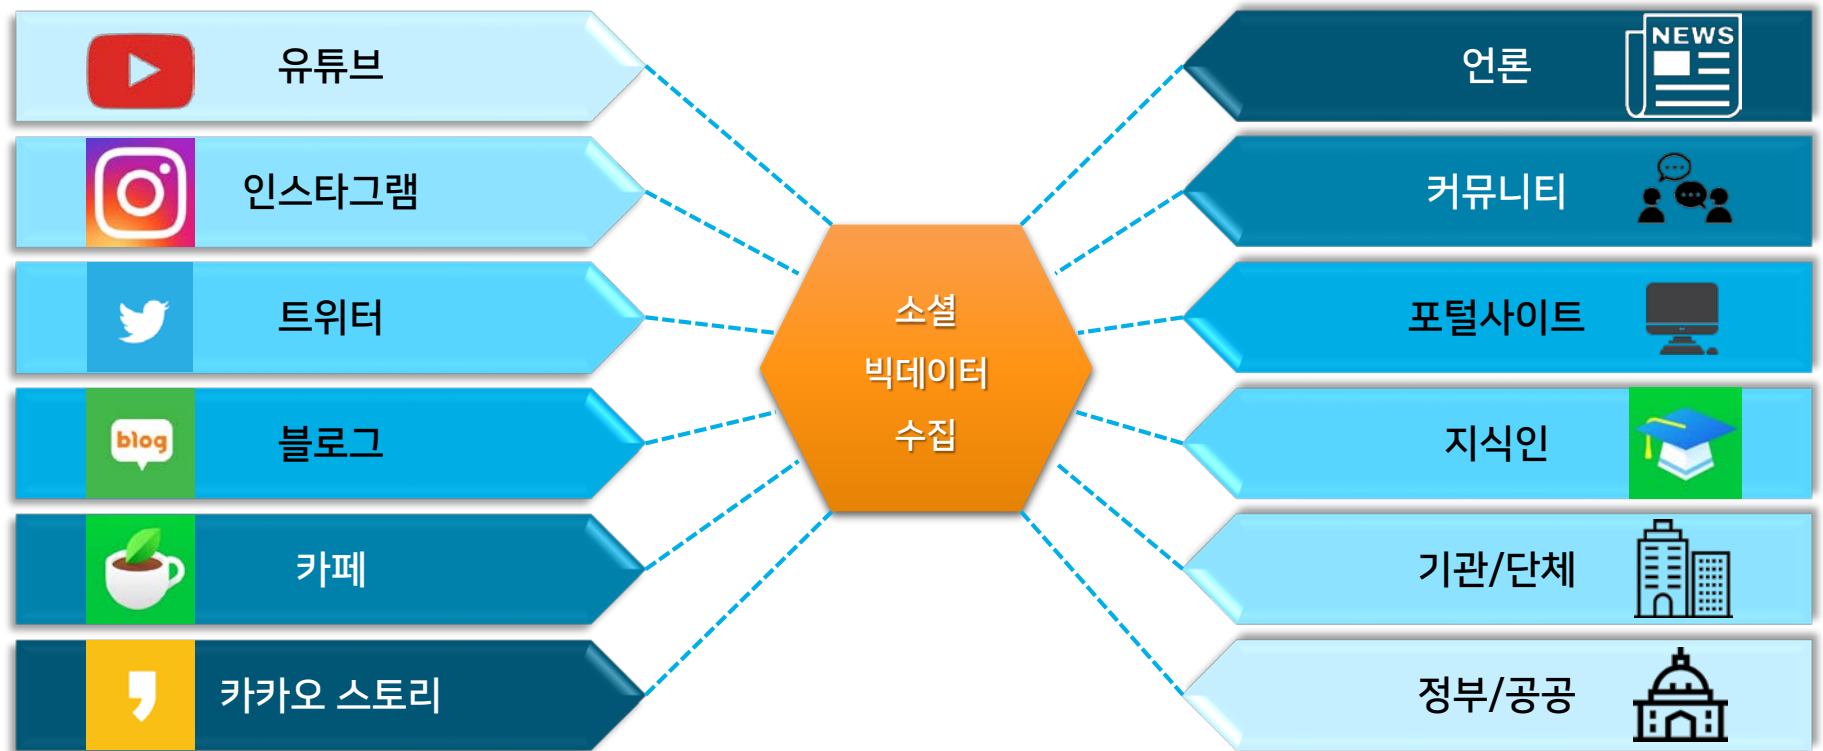 유튜브
인스타그램
트위터
blog
블로그
카페
카카오 스토리
소셜
빅데이터
수집
언론
NEWS
커뮤니티
포털사이트
지식인
기관/단체
정부/공공